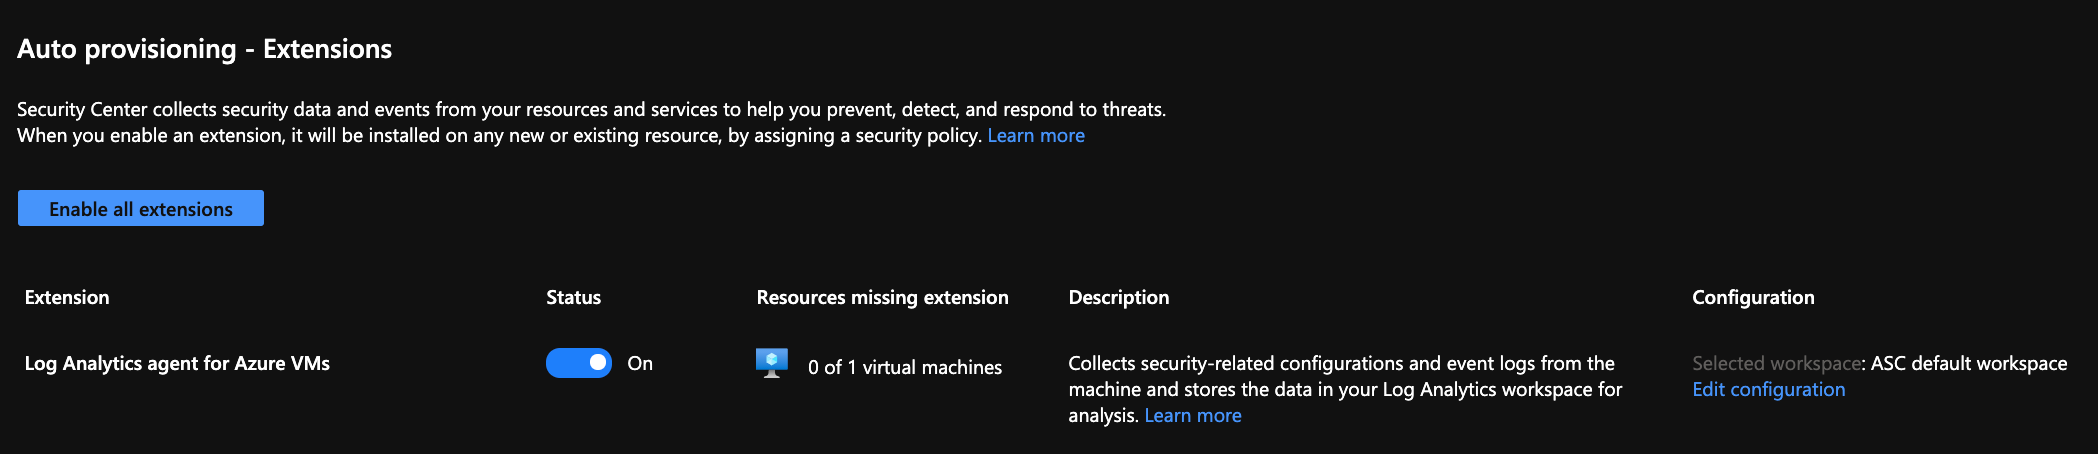 Auto provisioning - Extensions
Security Center collects security data and events from your resources and services to help you prevent, detect, and respond to threats.
When you enable an extension, it will be installed on any new or existing resource, by assigning a security policy. Learn more
Enable all extensions
Extension Status Resources missing extension Description Configuration
Log Analytics agent for Azure VMs On 0 of 1 virtual machines Collects security-related configurations and event logs from the Selected workspace: ASC default workspace
machine and stores the data in your Log Analytics workspace for Edit configuration
analysis. Learn more